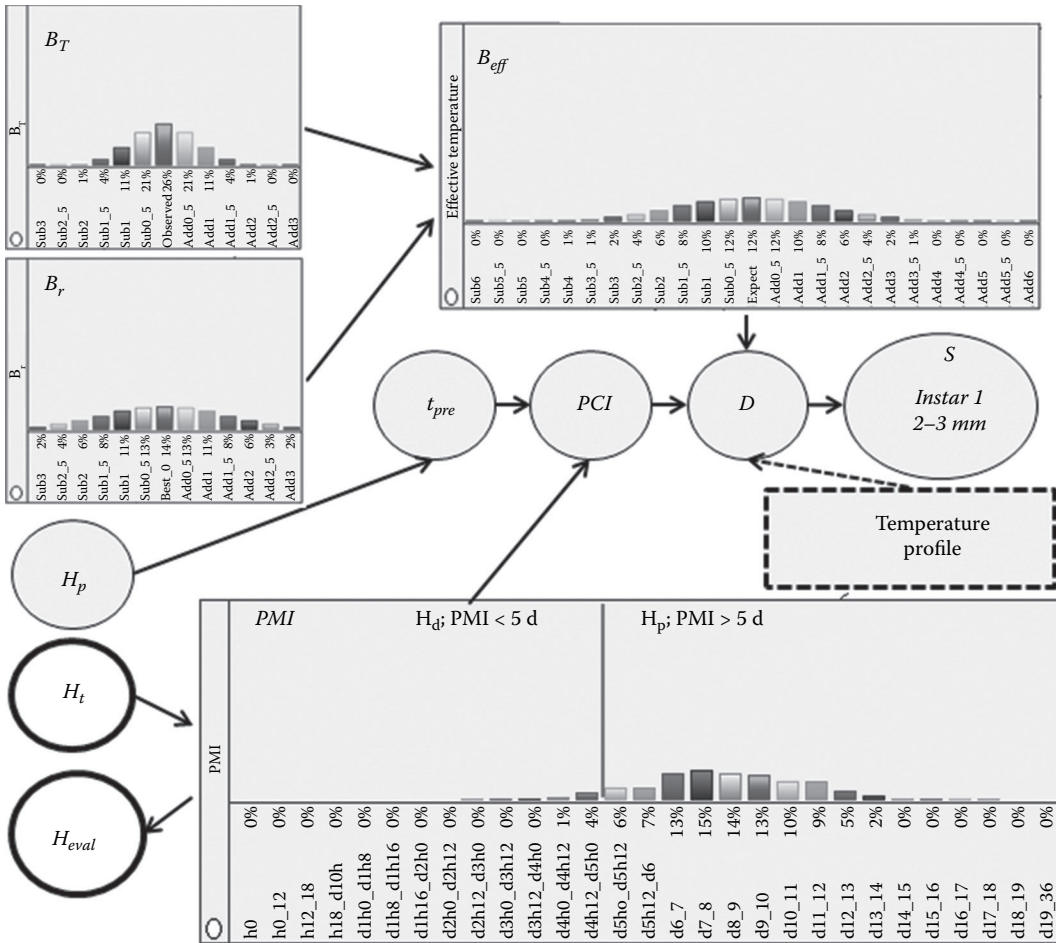 B_T
B_T
0% 0% 1% 4% 11% 21% 26% 21% 11% 4% 1% 0% 0%
Sub3 Sub2_5 Sub2 Sub1_5 Sub1 Sub0_5 Observed Add0_5 Add1 Add1_5 Add2 Add2_5 Add3
B_eff
Effective temperature
0% 0% 0% 0% 1% 1% 2% 4% 6% 8% 10% 12% 12% 12% 10% 8% 6% 4% 2% 1% 0% 0% 0% 0% 0%
Sub6 Sub5_5 Sub5 Sub4_5 Sub4 Sub3_5 Sub3 Sub2_5 Sub2 Sub1_5 Sub1 Sub0_5 Expect Add0_5 Add1 Add1_5 Add2 Add2_5 Add3 Add3_5 Add4 Add4_5 Add5 Add5_5 Add6
B_r
B_r
2% 4% 6% 8% 11% 13% 14% 13% 11% 8% 6% 3% 2%
Sub3 Sub2_5 Sub2 Sub1_5 Sub1 Sub0_5 Best_0 Add0_5 Add1 Add1_5 Add2 Add2_5 Add3
t_pre
PCI
D
S
Instar 1
2–3 mm
Temperature
profile
H_p
H_t
H_eval
PMI
H_d; PMI < 5 d
H_p; PMI > 5 d
PMI
0% 0% 0% 0% 0% 0% 0% 0% 0% 0% 0% 1% 4% 6% 7% 13% 15% 14% 13% 10% 9% 5% 2% 0% 0% 0% 0% 0% 0%
h0 h0_12 h12_18 h18_d10h d1h0_d1h8 d1h8_d1h16 d1h16_d2h0 d2h0_d2h12 d2h12_d3h0 d3h0_d3h12 d3h12_d4h0 d4h0_d4h12 d4h12_d5h0 d5ho_d5h12 d5h12_d6 d6_7 d7_8 d8_9 d9_10 d10_11 d11_12 d12_13 d13_14 d14_15 d15_16 d16_17 d17_18 d18_19 d19_36